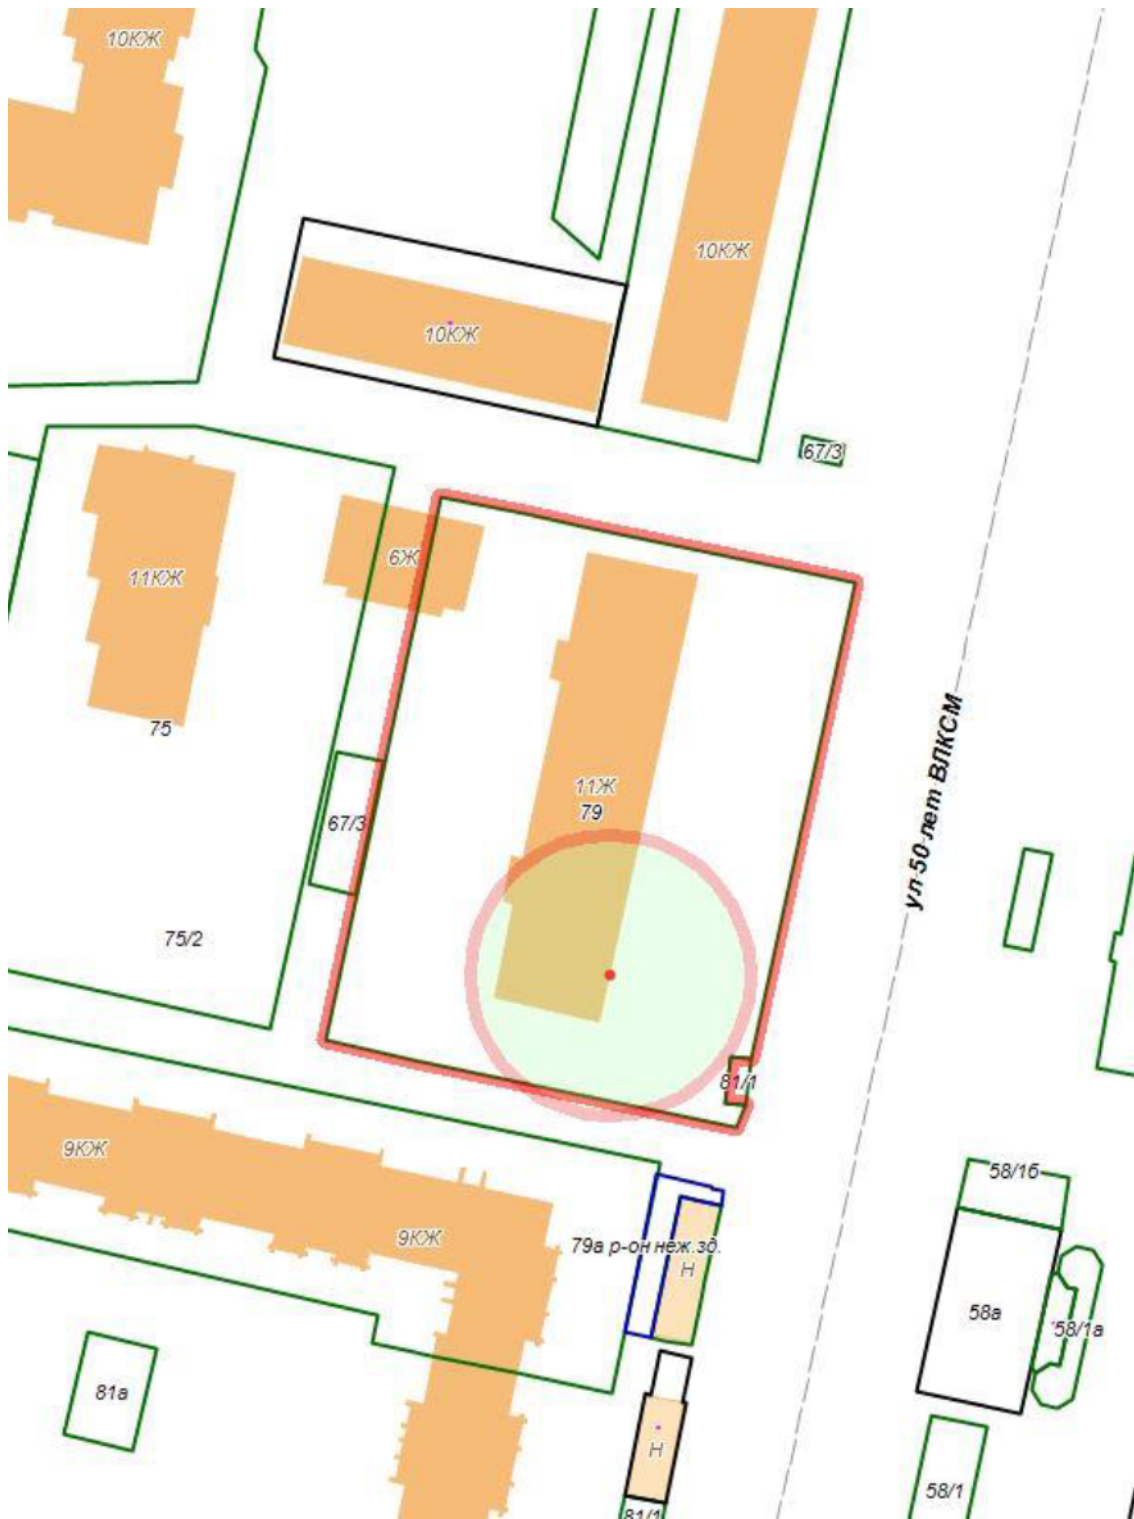 10КЖ
10КЖ
10КЖ
67/3
6Ж
11КЖ
75
11Ж
79
67/3
ул 50 лет ВЛКСМ
75/2
81/1
9КЖ
58/1б
9КЖ
79а р-он неж.зд.
Н
58а
58/1а
81а
Н
58/1
81/1